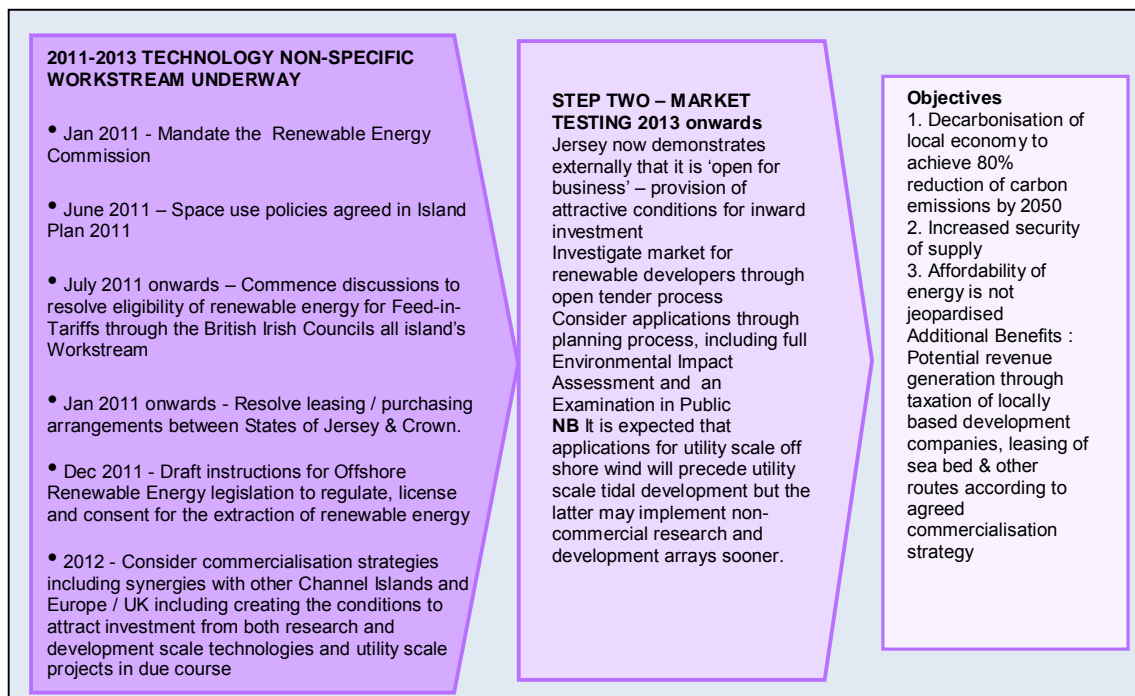 2011-2013 TECHNOLOGY NON-SPECIFIC
WORKSTREAM UNDERWAY
• Jan 2011 - Mandate the Renewable Energy
Commission
• June 2011 – Space use policies agreed in Island
Plan 2011
• July 2011 onwards – Commence discussions to
resolve eligibility of renewable energy for Feed-in-
Tariffs through the British Irish Councils all island's
Workstream
• Jan 2011 onwards - Resolve leasing / purchasing
arrangements between States of Jersey & Crown.
• Dec 2011 - Draft instructions for Offshore
Renewable Energy legislation to regulate, license
and consent for the extraction of renewable energy
• 2012 - Consider commercialisation strategies
including synergies with other Channel Islands and
Europe / UK including creating the conditions to
attract investment from both research and
development scale technologies and utility scale
projects in due course
STEP TWO – MARKET
TESTING 2013 onwards
Jersey now demonstrates
externally that it is 'open for
business' – provision of
attractive conditions for inward
investment
Investigate market for
renewable developers through
open tender process
Consider applications through
planning process, including full
Environmental Impact
Assessment and an
Examination in Public
NB It is expected that
applications for utility scale off
shore wind will precede utility
scale tidal development but the
latter may implement non-
commercial research and
development arrays sooner.
Objectives
1. Decarbonisation of
local economy to
achieve 80%
reduction of carbon
emissions by 2050
2. Increased security
of supply
3. Affordability of
energy is not
jeopardised
Additional Benefits :
Potential revenue
generation through
taxation of locally
based development
companies, leasing of
sea bed & other
routes according to
agreed
commercialisation
strategy